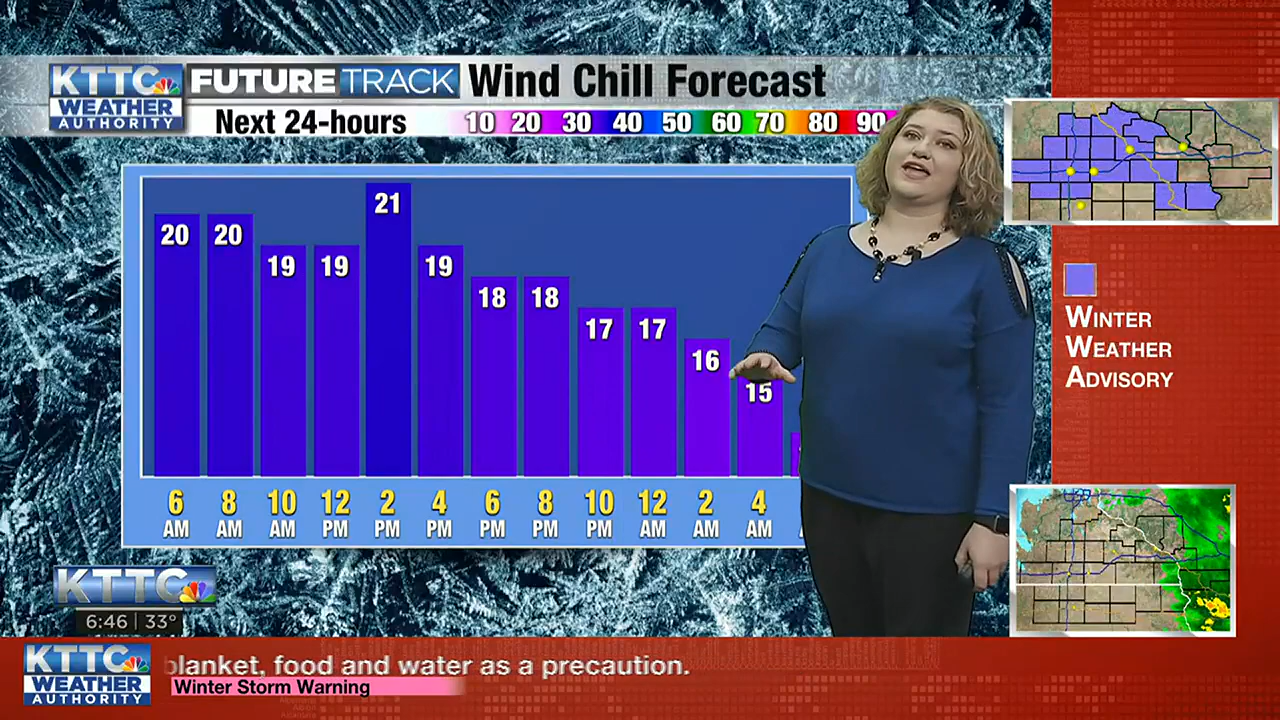 KTTC
WEATHER
AUTHORITY
FUTURETRACK Wind Chill Forecast
Next 24-hours
10 20 30 40 50 60 70 80 90
20 20 19 19 21 19 18 18 17 17 16 15
6 8 10 12 2 4 6 8 10 12 2 4
AM AM AM PM PM PM PM PM PM AM AM AM
WINTER
WEATHER
ADVISORY
KTTC
6:46 33°
KTTC
WEATHER
AUTHORITY
blanket, food and water as a precaution.
Winter Storm Warning